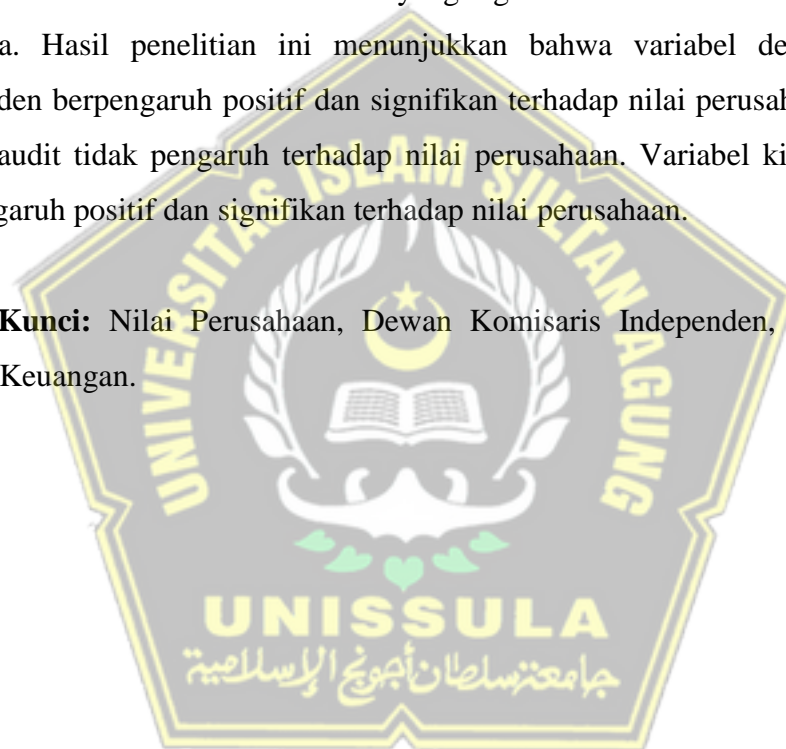 a. Hasil penelitian ini menunjukkan bahwa variabel de
den berpengaruh positif dan signifikan terhadap nilai perusah
audit tidak pengaruh terhadap nilai perusahaan. Variabel ki
garuh positif dan signifikan terhadap nilai perusahaan.
Kunci: Nilai Perusahaan, Dewan Komisaris Independen,
Keuangan.
UNIVERSITAS ISLAM SULTAN AGUNG
UNISSULA
جامعة سلطان أجونج الإسلامية